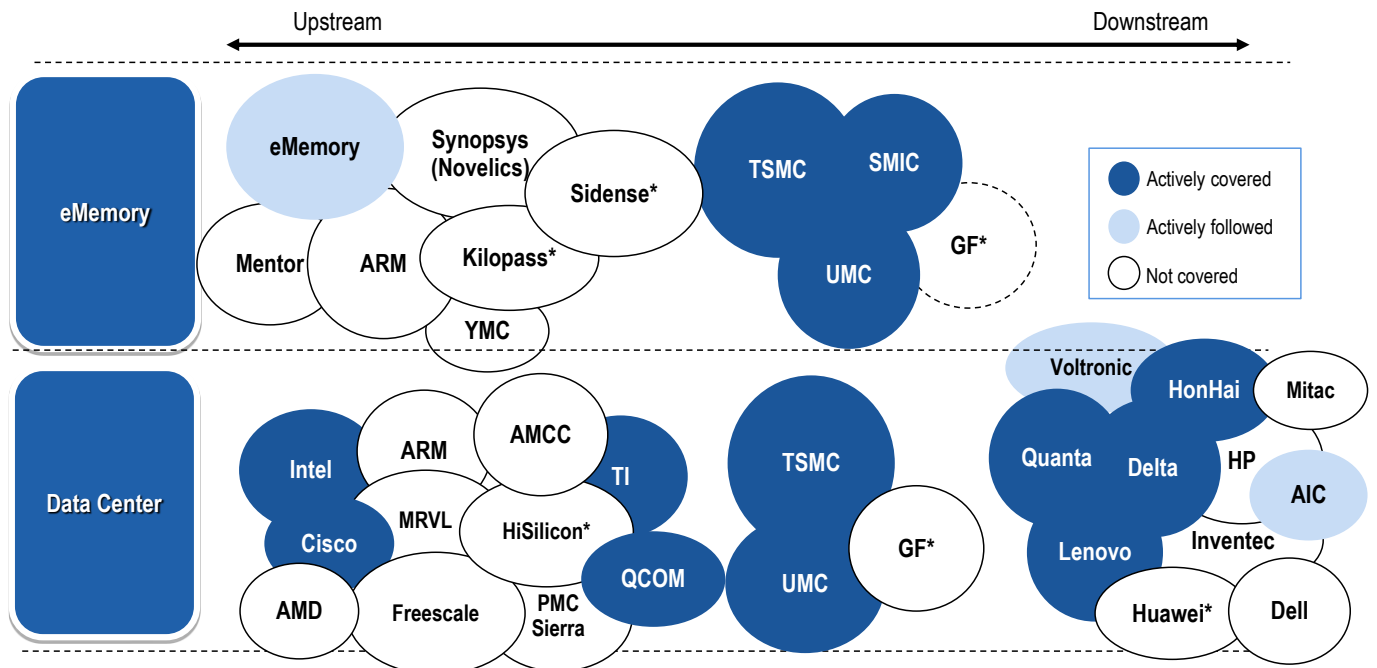 Upstream
Downstream
eMemory
eMemory
Synopsys
(Novelics)
Sidense*
Mentor
ARM
Kilopass*
YMC
TSMC
SMIC
UMC
GF*
Actively covered
Actively followed
Not covered
Data Center
Intel
ARM
AMCC
TI
Cisco
MRVL
HiSilicon*
QCOM
AMD
Freescale
PMC
Sierra
TSMC
UMC
GF*
Voltronic
HonHai
Mitac
Quanta
Delta
HP
AIC
Lenovo
Inventec
Huawei*
Dell